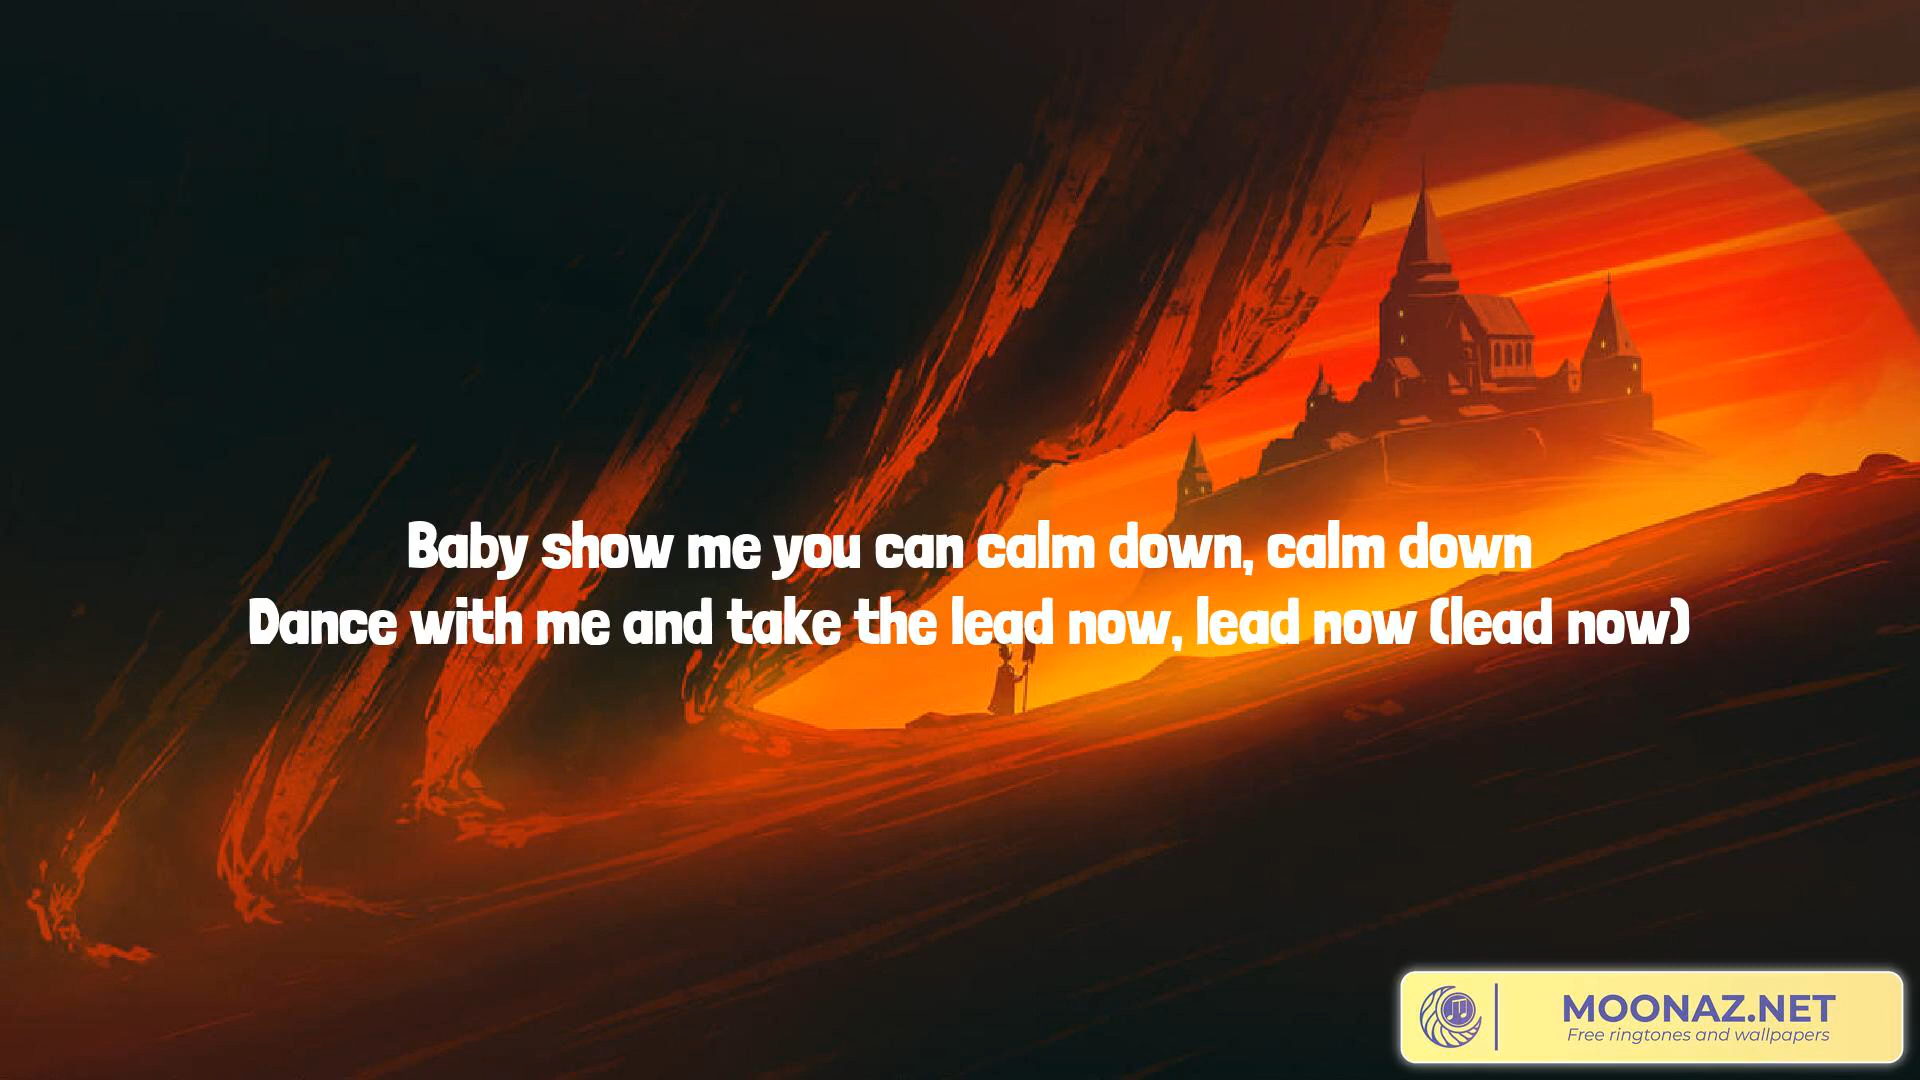 Baby show me you can calm down, calm down
Dance with me and take the lead now, lead now (lead now)
MOONAZ.NET
Free ringtones and wallpapers